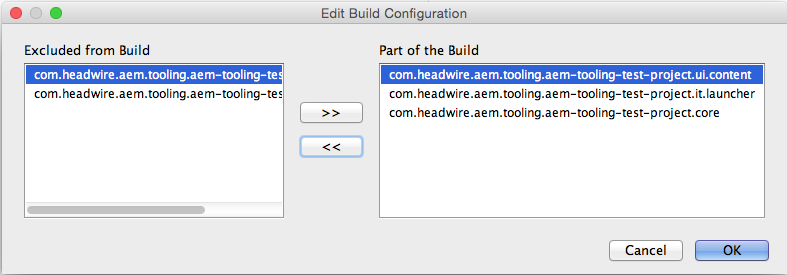 Edit Build Configuration
Excluded from Build
Part of the Build
com.headwire.aem.tooling.aem-tooling-tes
com.headwire.aem.tooling.aem-tooling-tes
>>
<<
com.headwire.aem.tooling.aem-tooling-test-project.ui.content
com.headwire.aem.tooling.aem-tooling-test-project.it.launcher
com.headwire.aem.tooling.aem-tooling-test-project.core
Cancel
OK